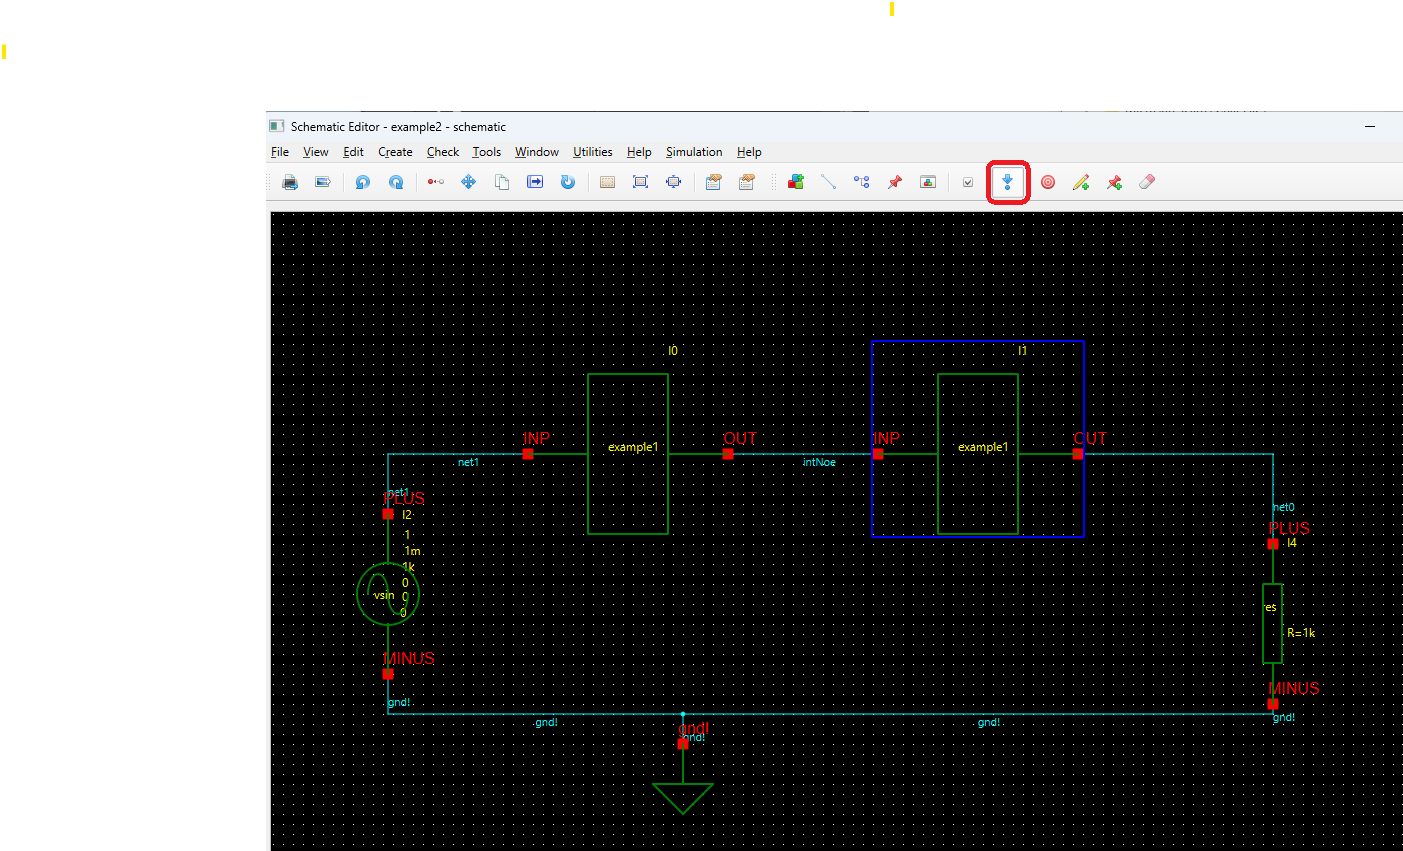 Schematic Editor - example2 - schematic
File View Edit Create Check Tools Window Utilities Help Simulation Help
I0 I1
INP OUT INP OUT
example1 example1
net1 intNoe
net1
PLUS
I2
net0
1
PLUS
I4
1m
1k
0
vsin 0
res
0
R=1k
MINUS
MINUS
gnd!
gnd!
gnd! gnd!
gnd!
gnd!